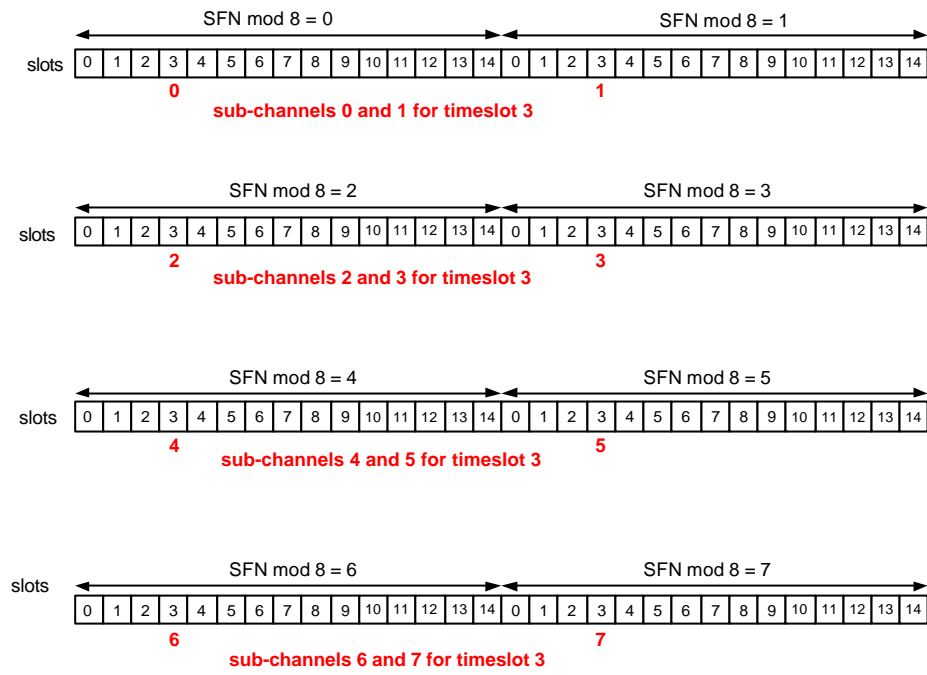 SFN mod 8 = 0 SFN mod 8 = 1
slots 0 1 2 3 4 5 6 7 8 9 10 11 12 13 14 0 1 2 3 4 5 6 7 8 9 10 11 12 13 14
0 1
sub-channels 0 and 1 for timeslot 3
SFN mod 8 = 2 SFN mod 8 = 3
slots 0 1 2 3 4 5 6 7 8 9 10 11 12 13 14 0 1 2 3 4 5 6 7 8 9 10 11 12 13 14
2 3
sub-channels 2 and 3 for timeslot 3
SFN mod 8 = 4 SFN mod 8 = 5
slots 0 1 2 3 4 5 6 7 8 9 10 11 12 13 14 0 1 2 3 4 5 6 7 8 9 10 11 12 13 14
4 5
sub-channels 4 and 5 for timeslot 3
SFN mod 8 = 6 SFN mod 8 = 7
slots
0 1 2 3 4 5 6 7 8 9 10 11 12 13 14 0 1 2 3 4 5 6 7 8 9 10 11 12 13 14
6 7
sub-channels 6 and 7 for timeslot 3